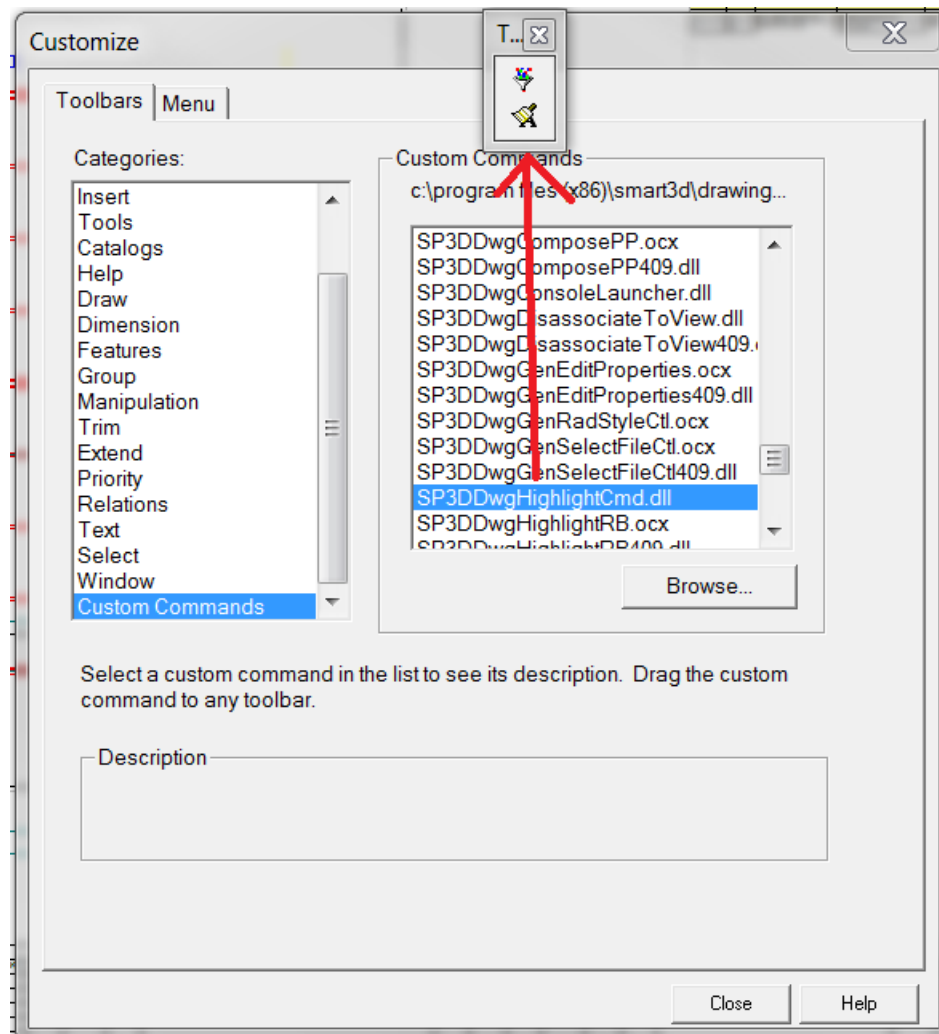 Customize
T...
Toolbars
Menu
Categories:
Insert
Tools
Catalogs
Help
Draw
Dimension
Features
Group
Manipulation
Trim
Extend
Priority
Relations
Text
Select
Window
Custom Commands
Custom Commands
c:\program files (x86)\smart3d\drawing...
SP3DDwgComposePP.ocx
SP3DDwgComposePP409.dll
SP3DDwgConsoleLauncher.dll
SP3DDwgDisassociateToView.dll
SP3DDwgDisassociateToView409.
SP3DDwgGenEditProperties.ocx
SP3DDwgGenEditProperties409.dll
SP3DDwgGenRadStyleCtl.ocx
SP3DDwgGenSelectFileCtl.ocx
SP3DDwgGenSelectFileCtl409.dll
SP3DDwgHighlightCmd.dll
SP3DDwgHighlightRB.ocx
SP3DDwgHighlightRB409.dll
Browse...
Select a custom command in the list to see its description. Drag the custom
command to any toolbar.
Description
Close
Help